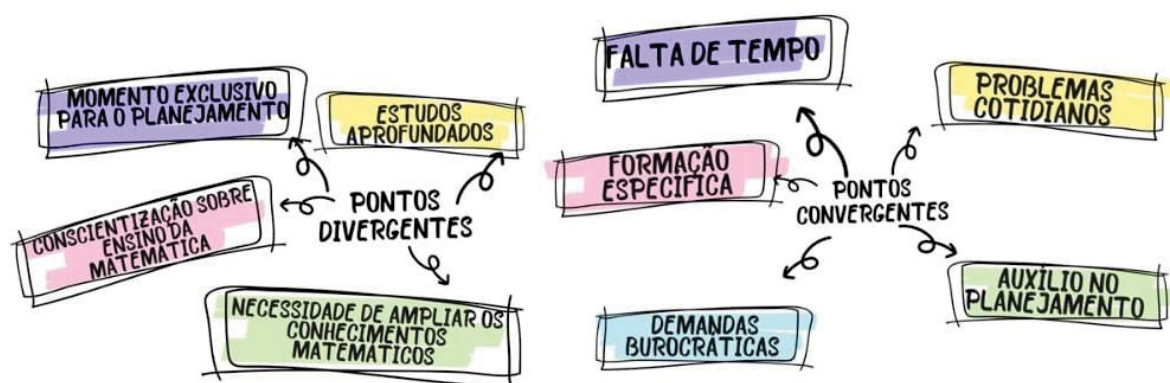 MOMENTO EXCLUSIVO
PARA O PLANEJAMENTO
ESTUDOS
APROFUNDADOS
CONSCIENTIZAÇÃO SOBRE
ENSINO DA
MATEMÁTICA
PONTOS
DIVERGENTES
NECESSIDADE DE AMPLIAR OS
CONHECIMENTOS
MATEMÁTICOS
FALTA DE TEMPO
PROBLEMAS
COTIDIANOS
FORMAÇÃO
ESPECIFÍCA
PONTOS
CONVERGENTES
DEMANDAS
BUROCRÁTICAS
AUXÍLIO NO
PLANEJAMENTO